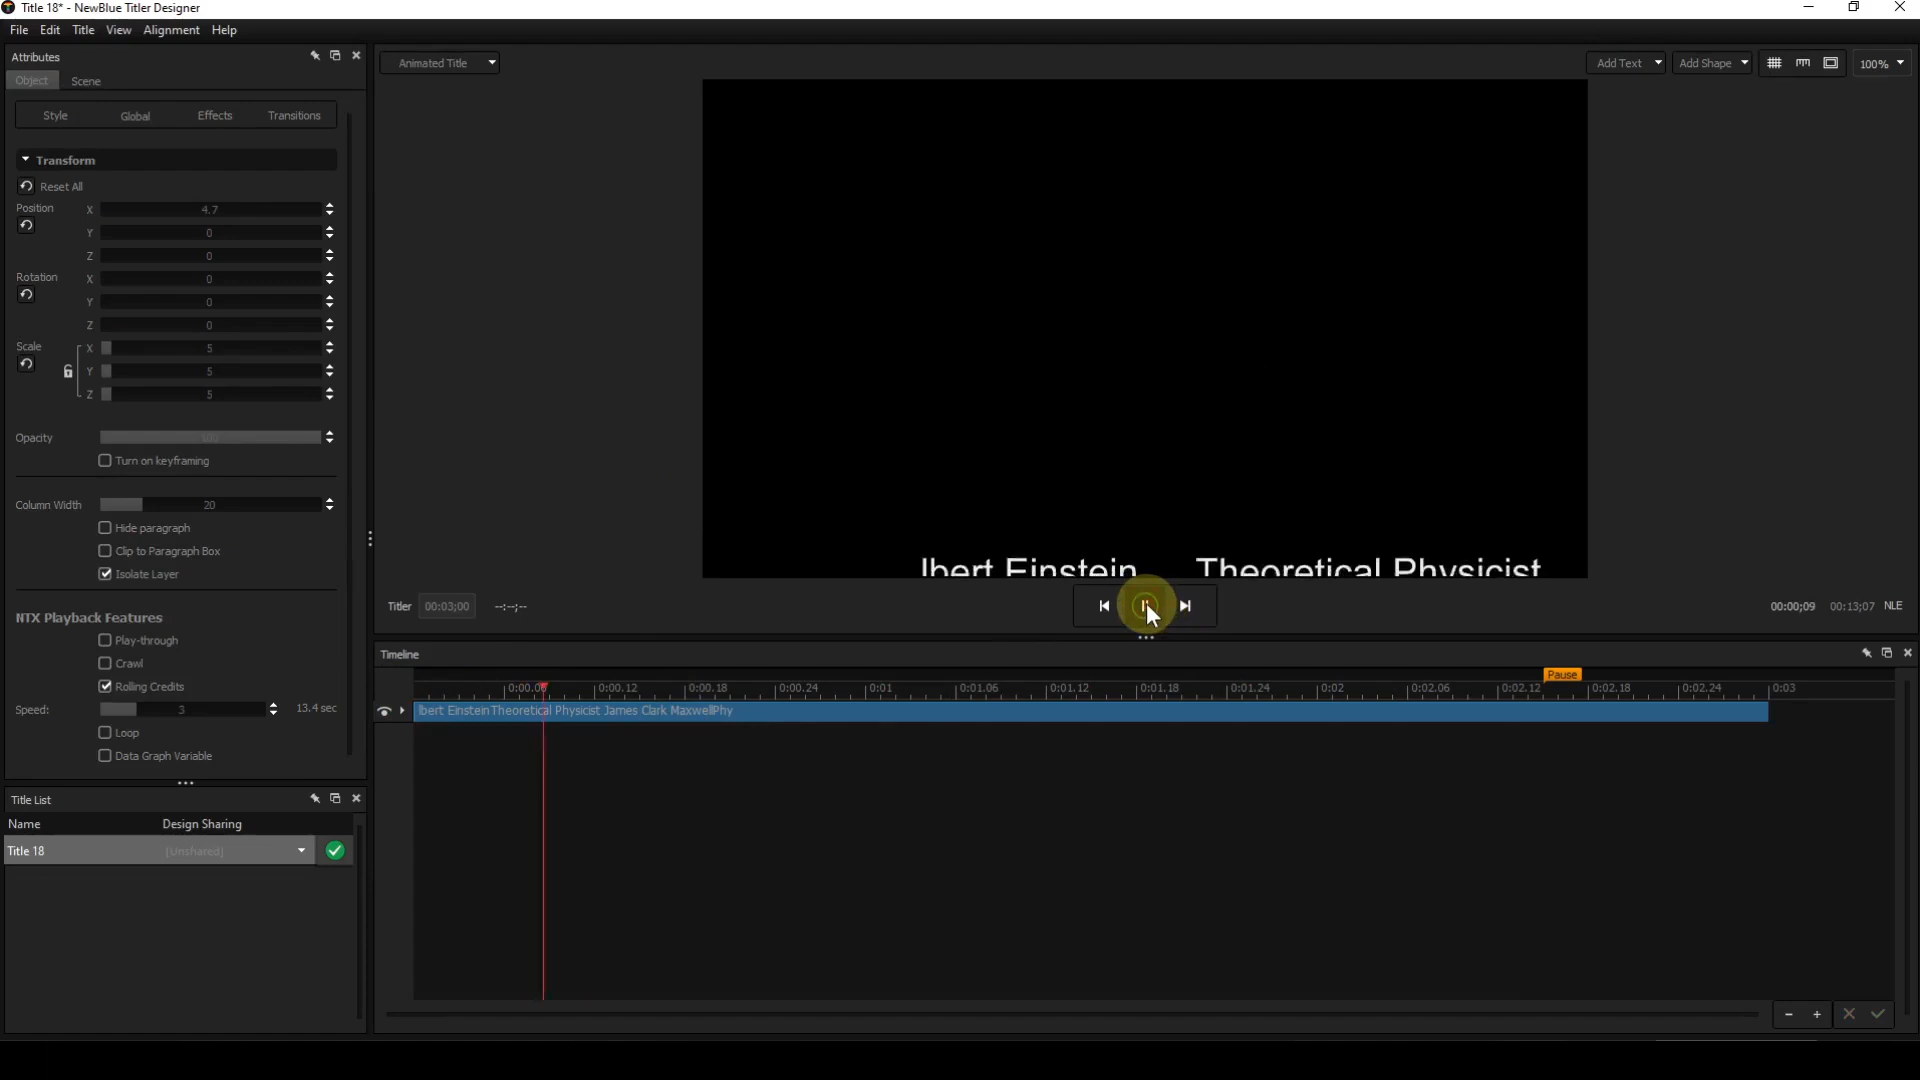 Title 18* - NewBlue Titler Designer
File Edit Title View Alignment Help
Attributes
Object Scene
Animated Title
Add Text Add Shape 100%
Style Global Effects Transitions
Transform
Reset All
Position X 4.7
Y 0
Z 0
Rotation X 0
Y 0
Z 0
Scale X 5
Y 5
Z 5
Opacity 100
Turn on keyframing
Column Width 20
Hide paragraph
Clip to Paragraph Box
Isolate Layer
lbert Einstein Theoretical Physicist
Titler 00:03;00 --:--;-- 00:00;09 00:13;07 NLE
NTX Playback Features
Play-through
Crawl
Rolling Credits
Speed: 3 13.4 sec
Loop
Data Graph Variable
Timeline
Pause
0:00.06 0:00.12 0:00.18 0:00.24 0:01 0:01.06 0:01.12 0:01.18 0:01.24 0:02 0:02.06 0:02.12 0:02.18 0:02.24 0:03
lbert EinsteinTheoretical Physicist James Clark MaxwellPhy
Title List
Name Design Sharing
Title 18 [Unshared]